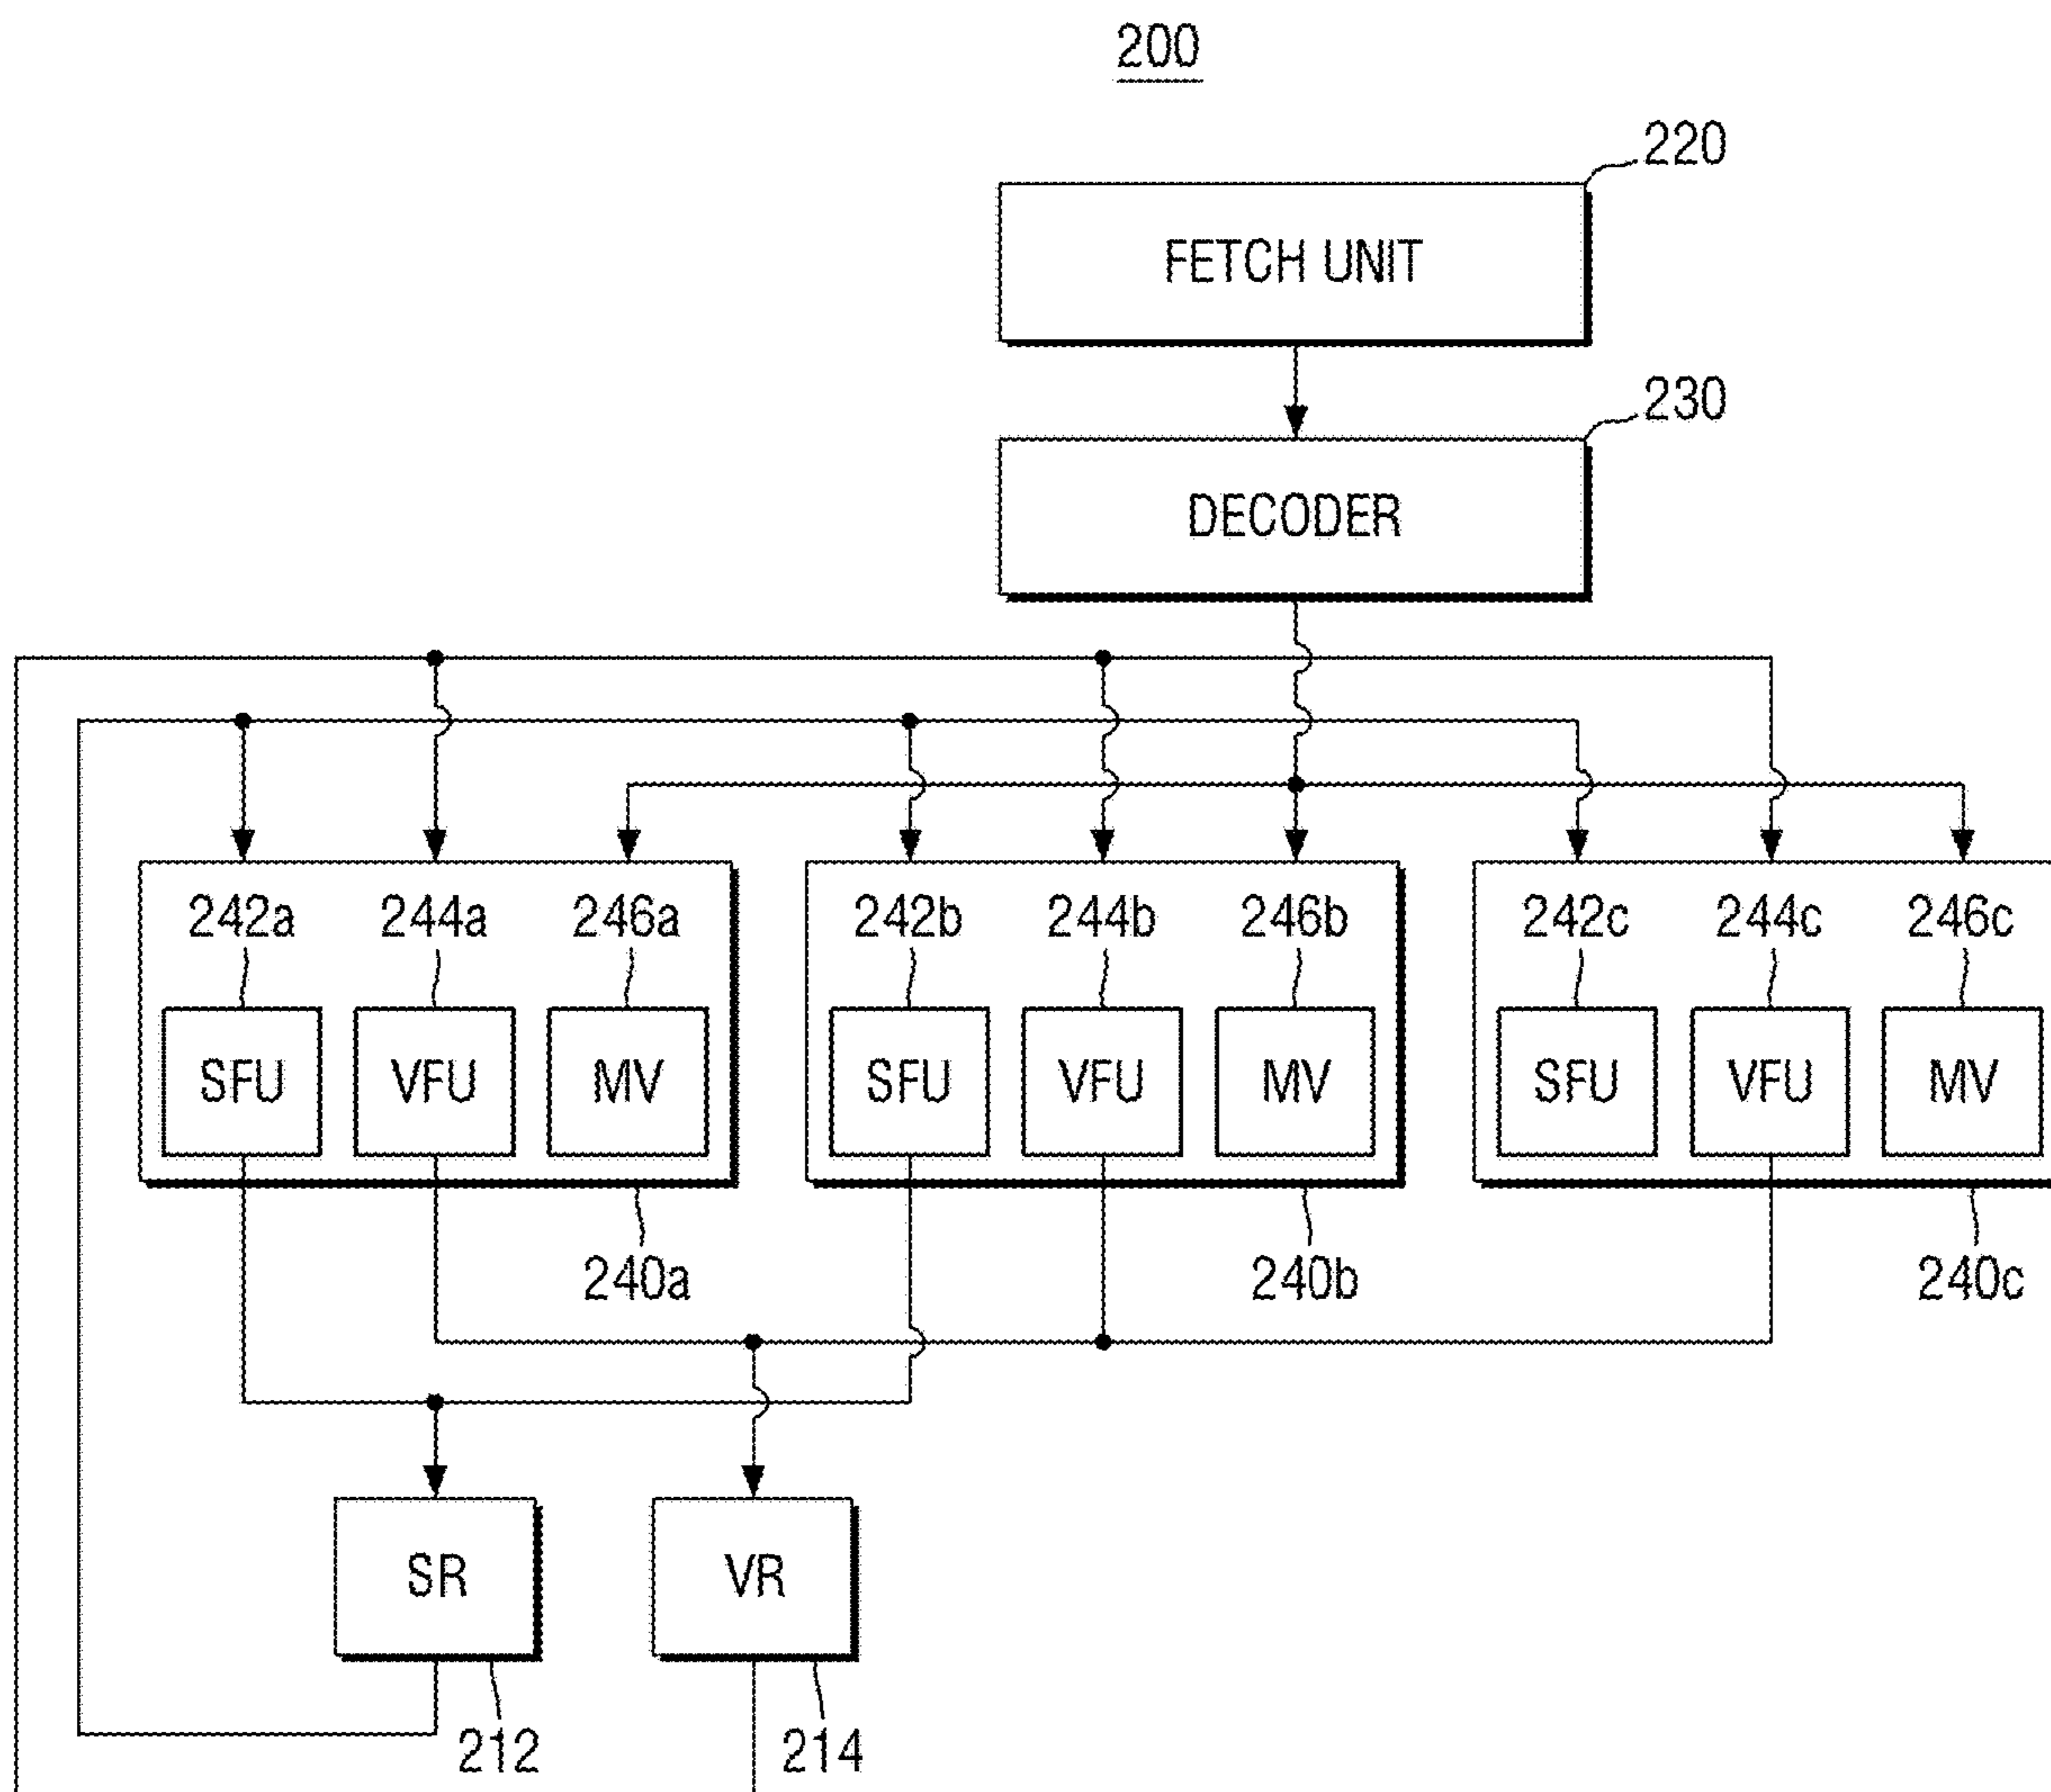 200
220
FETCH UNIT
230
DECODER
242a 244a 246a 242b 244b 246b 242c 244c 246c
SFU VFU MV SFU VFU MV SFU VFU MV
240a 240b 240c
SR VR
212 214